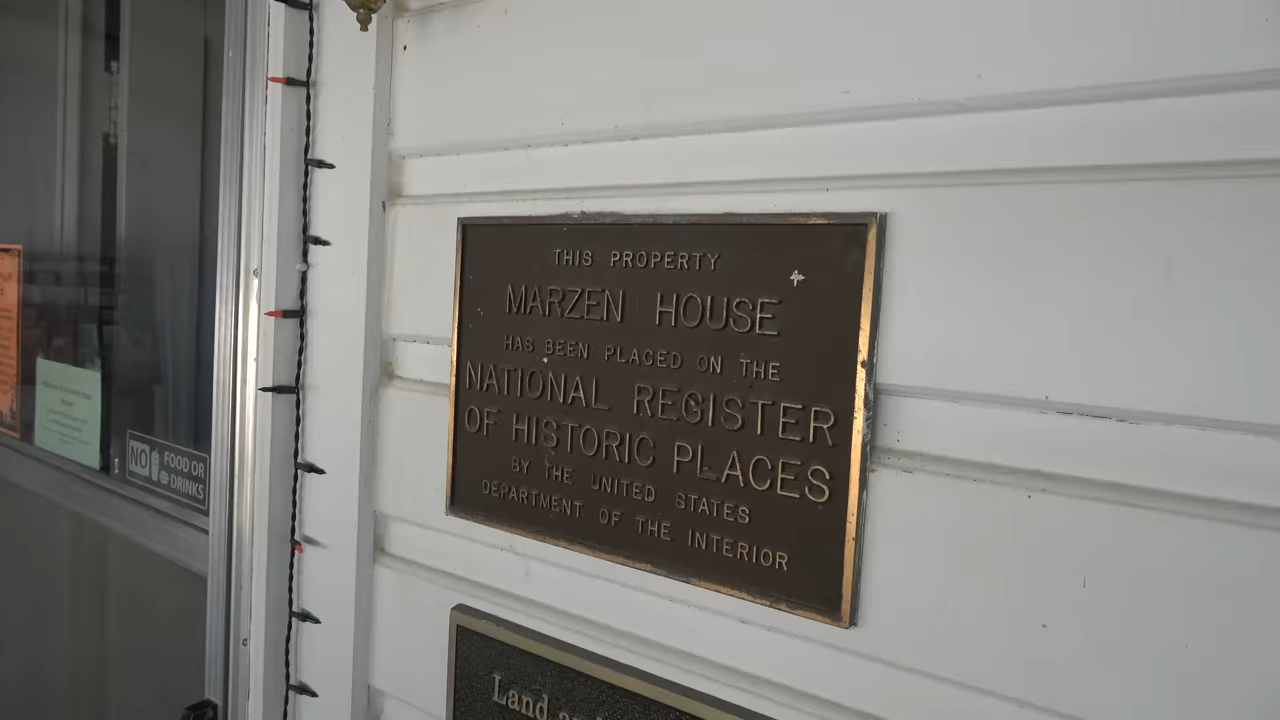 THIS PROPERTY
MARZEN HOUSE
HAS BEEN PLACED ON THE
NATIONAL REGISTER
OF HISTORIC PLACES
BY THE UNITED STATES
DEPARTMENT OF THE INTERIOR
NO FOOD OR
DRINKS
Land